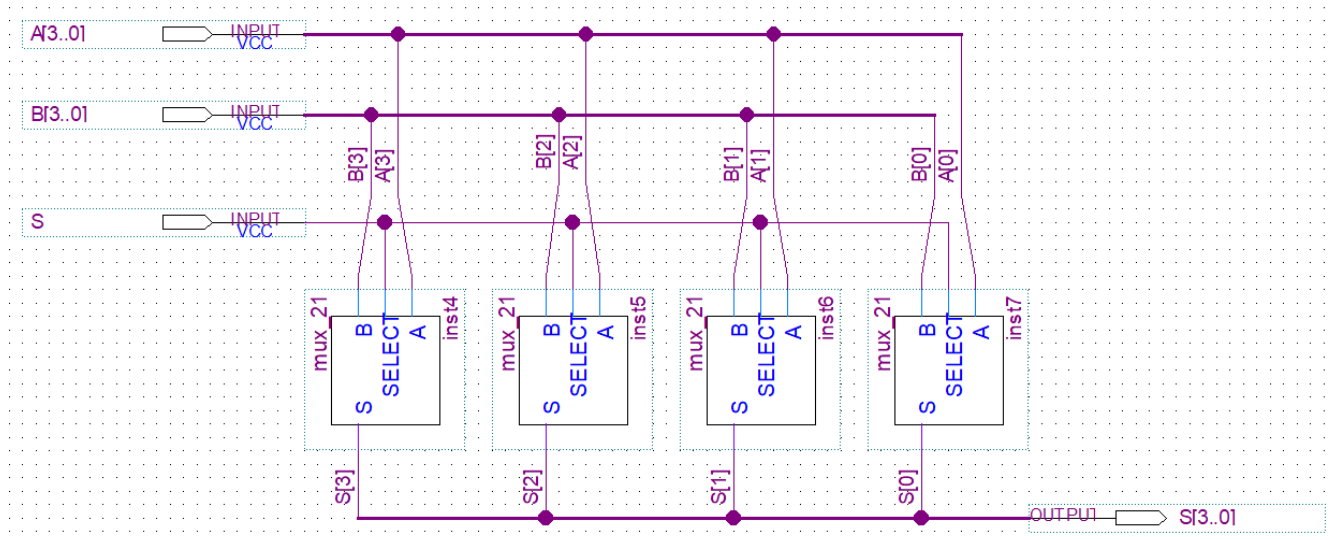 A[3..0] INPUT VCC
B[3..0] INPUT VCC
B[3] A[3] B[2] A[2] B[1] A[1] B[0] A[0]
S INPUT VCC
mux_21 B SELECT A S inst4
mux_21 B SELECT A S inst5
mux_21 B SELECT A S inst6
mux_21 B SELECT A S inst7
S[3] S[2] S[1] S[0]
OUTPUT S[3..0]